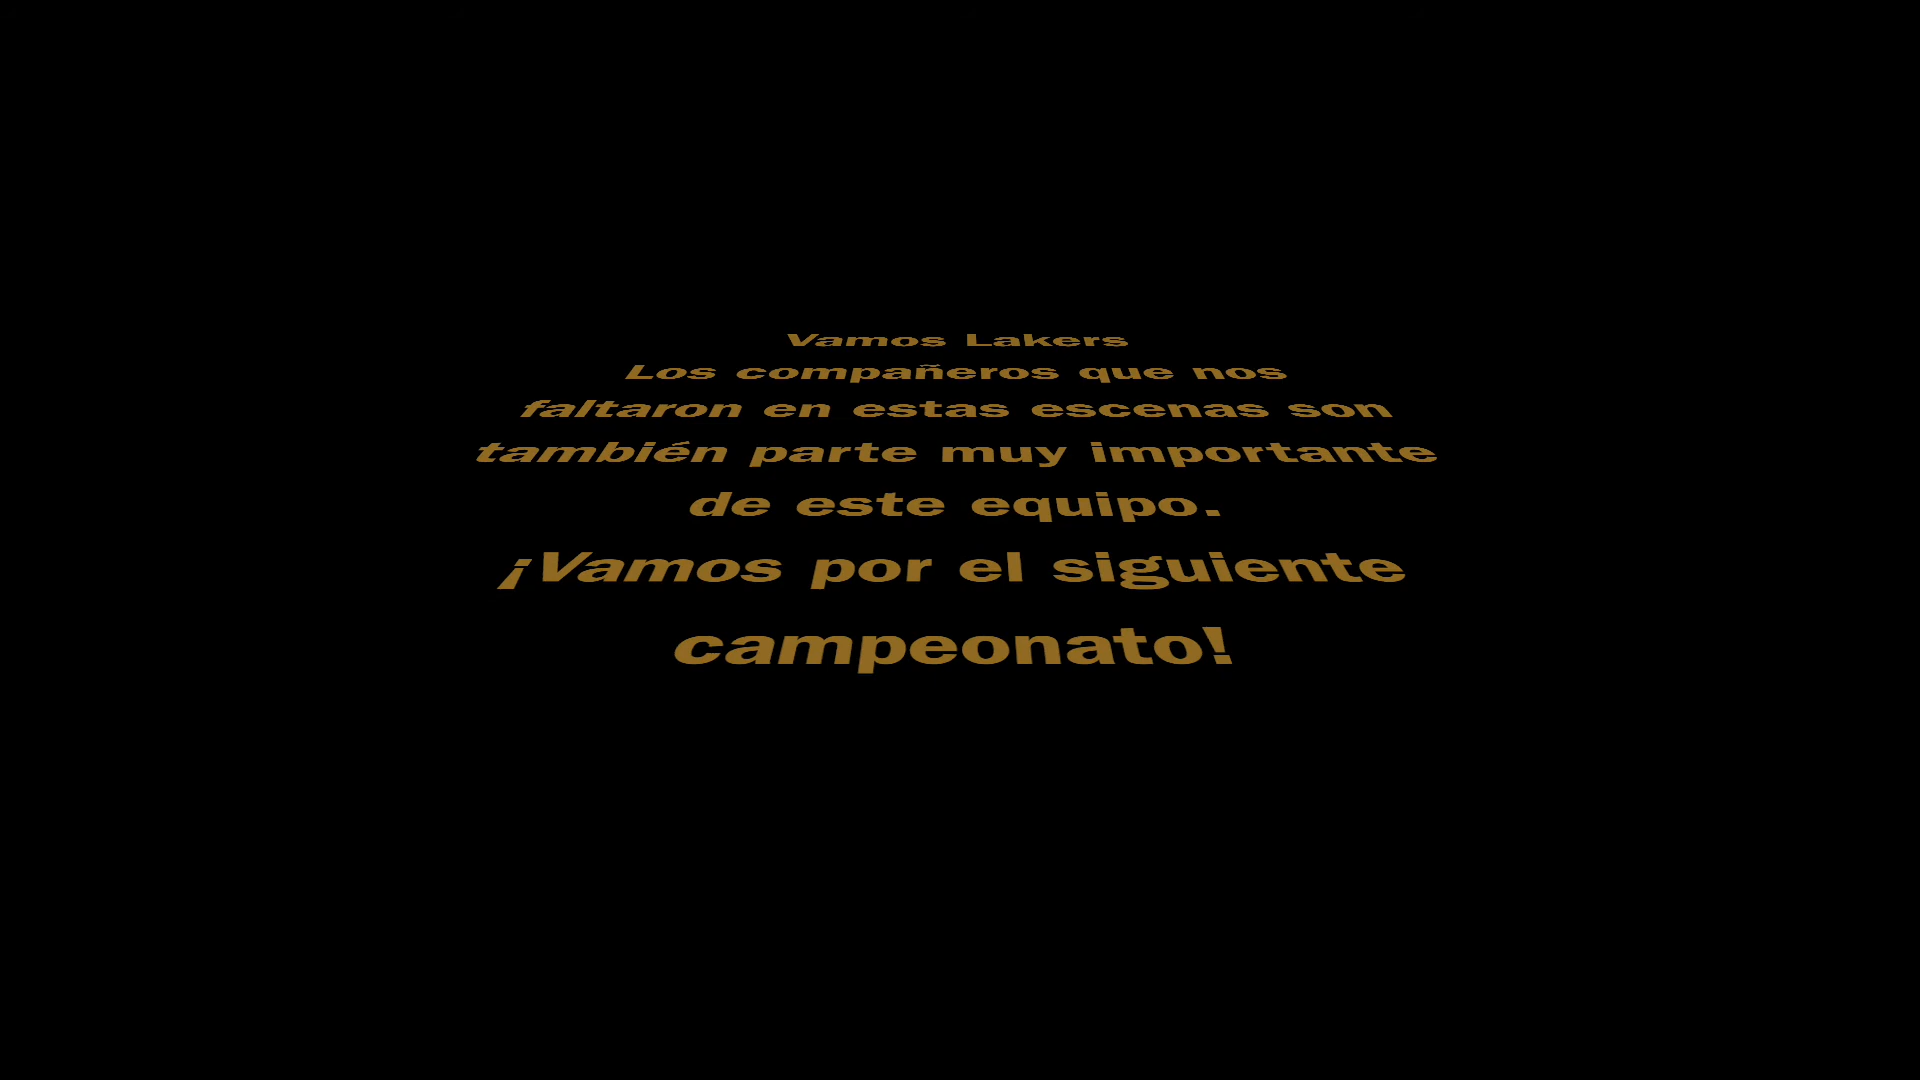 Vamos Lakers
Los compañeros que nos
faltaron en estas escenas son
también parte muy importante
de este equipo.
¡Vamos por el siguiente
campeonato!